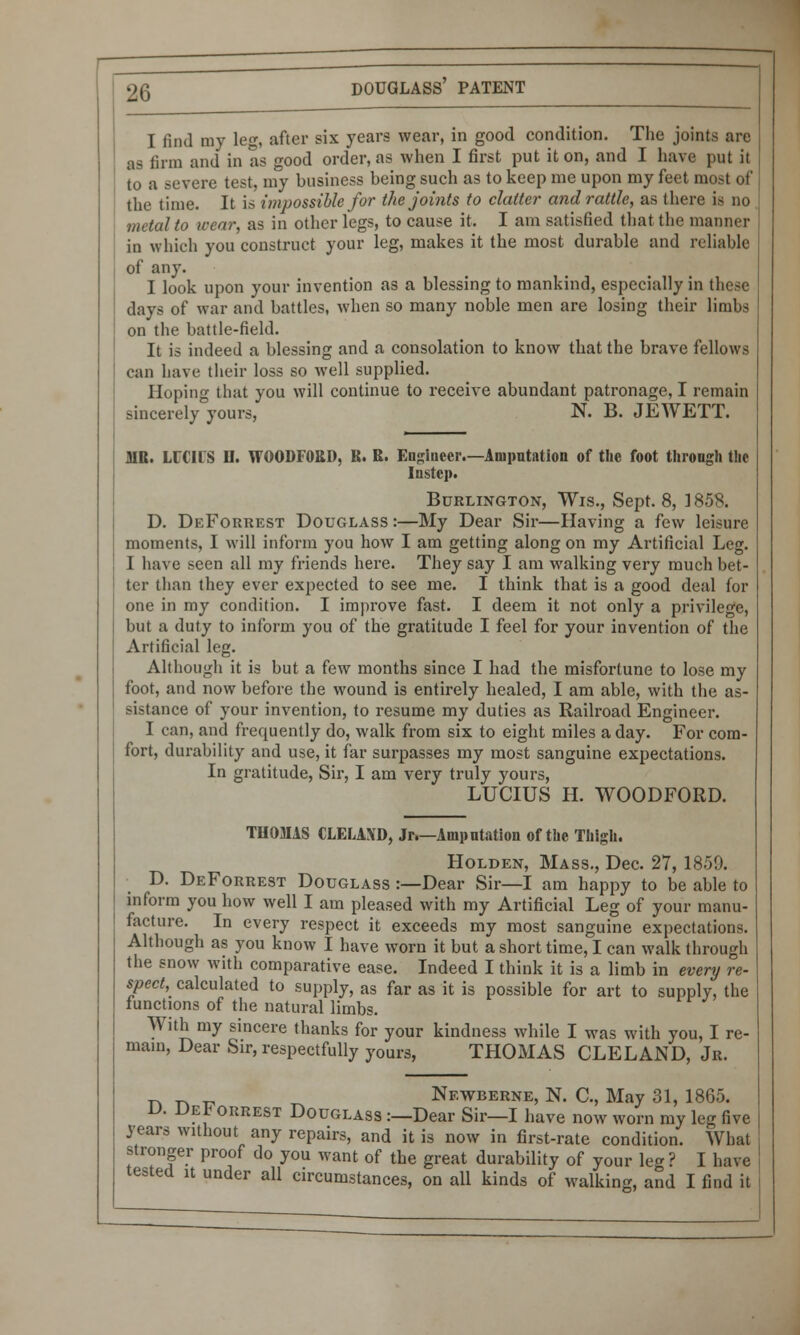 26 DOUGLASS' PATENT
I find my leg, after six years wear, in good condition. The joints are
as firm and in as good order, as when I first put it on, and I have put it
to a severe test, my business being such as to keep me upon my feet most of
the time. It is impossible for the joints to clatter and rattle, as there is no
metal to wear, as in other legs, to cause it. I am satisfied that the manner
in which you construct your leg, makes it the most durable and reliable
of any.
I look upon your invention as a blessing to mankind, especially in these
days of war and battles, when so many noble men are losing their limbs
on the battle-field.
It is indeed a blessing and a consolation to know that the brave fellows
can have their loss so well supplied.
Hoping that you will continue to receive abundant patronage, I remain
sincerely yours, N. B. JEWETT.
MR. LUCIUS H. WOODFORD, R. R. Engineer.—Amputation of the foot through the
Instep.
Burlington, Wis., Sept. 8, 1858.
D. DeForrest Douglass:—My Dear Sir—Having a few leisure
moments, I will inform you how I am getting along on my Artificial Leg.
I have seen all my friends here. They say I am walking very much bet-
ter than they ever expected to see me. I think that is a good deal for
one in my condition. I improve fast. I deem it not only a privilege,
but a duty to inform you of the gratitude I feel for your invention of the
Artificial leg.
Although it is but a few months since I had the misfortune to lose my
foot, and now before the wound is entirely healed, I am able, with the as-
sistance of your invention, to resume my duties as Railroad Engineer.
I can, and frequently do, walk from six to eight miles a day. For com-
fort, durability and use, it far surpasses my most sanguine expectations.
In gratitude, Sir, I am very truly yours,
LUCIUS H. WOODFORD.
THOMAS CLELAND, Jr.—Amputation of the Thigh.
Holden, Mass., Dec. 27, 1859.
D. DeForrest Douglass:—Dear Sir—I am happy to be able to
inform you how well I am pleased with my Artificial Leg of your manu-
facture. In every respect it exceeds my most sanguine expectations.
Although as you know I have worn it but a short time, I can walk through
the snow with comparative ease. Indeed I think it is a limb in every re-
spect, calculated to supply, as far as it is possible for art to supply, the
functions of the natural limbs.
With my sincere thanks for your kindness while I was with you, I re-
main, Dear Sir, respectfully yours, THOMAS CLELAND, Jr.
Newberne, N. C., May 31, 1865.
D. DeForrest Douglass:—Dear Sir—I have now worn my leg five
years without any repairs, and it is now in first-rate condition. What
stronger proof do you want of the great durability of your leg? I have
tested it under all circumstances, on all kinds of walking, and I find it